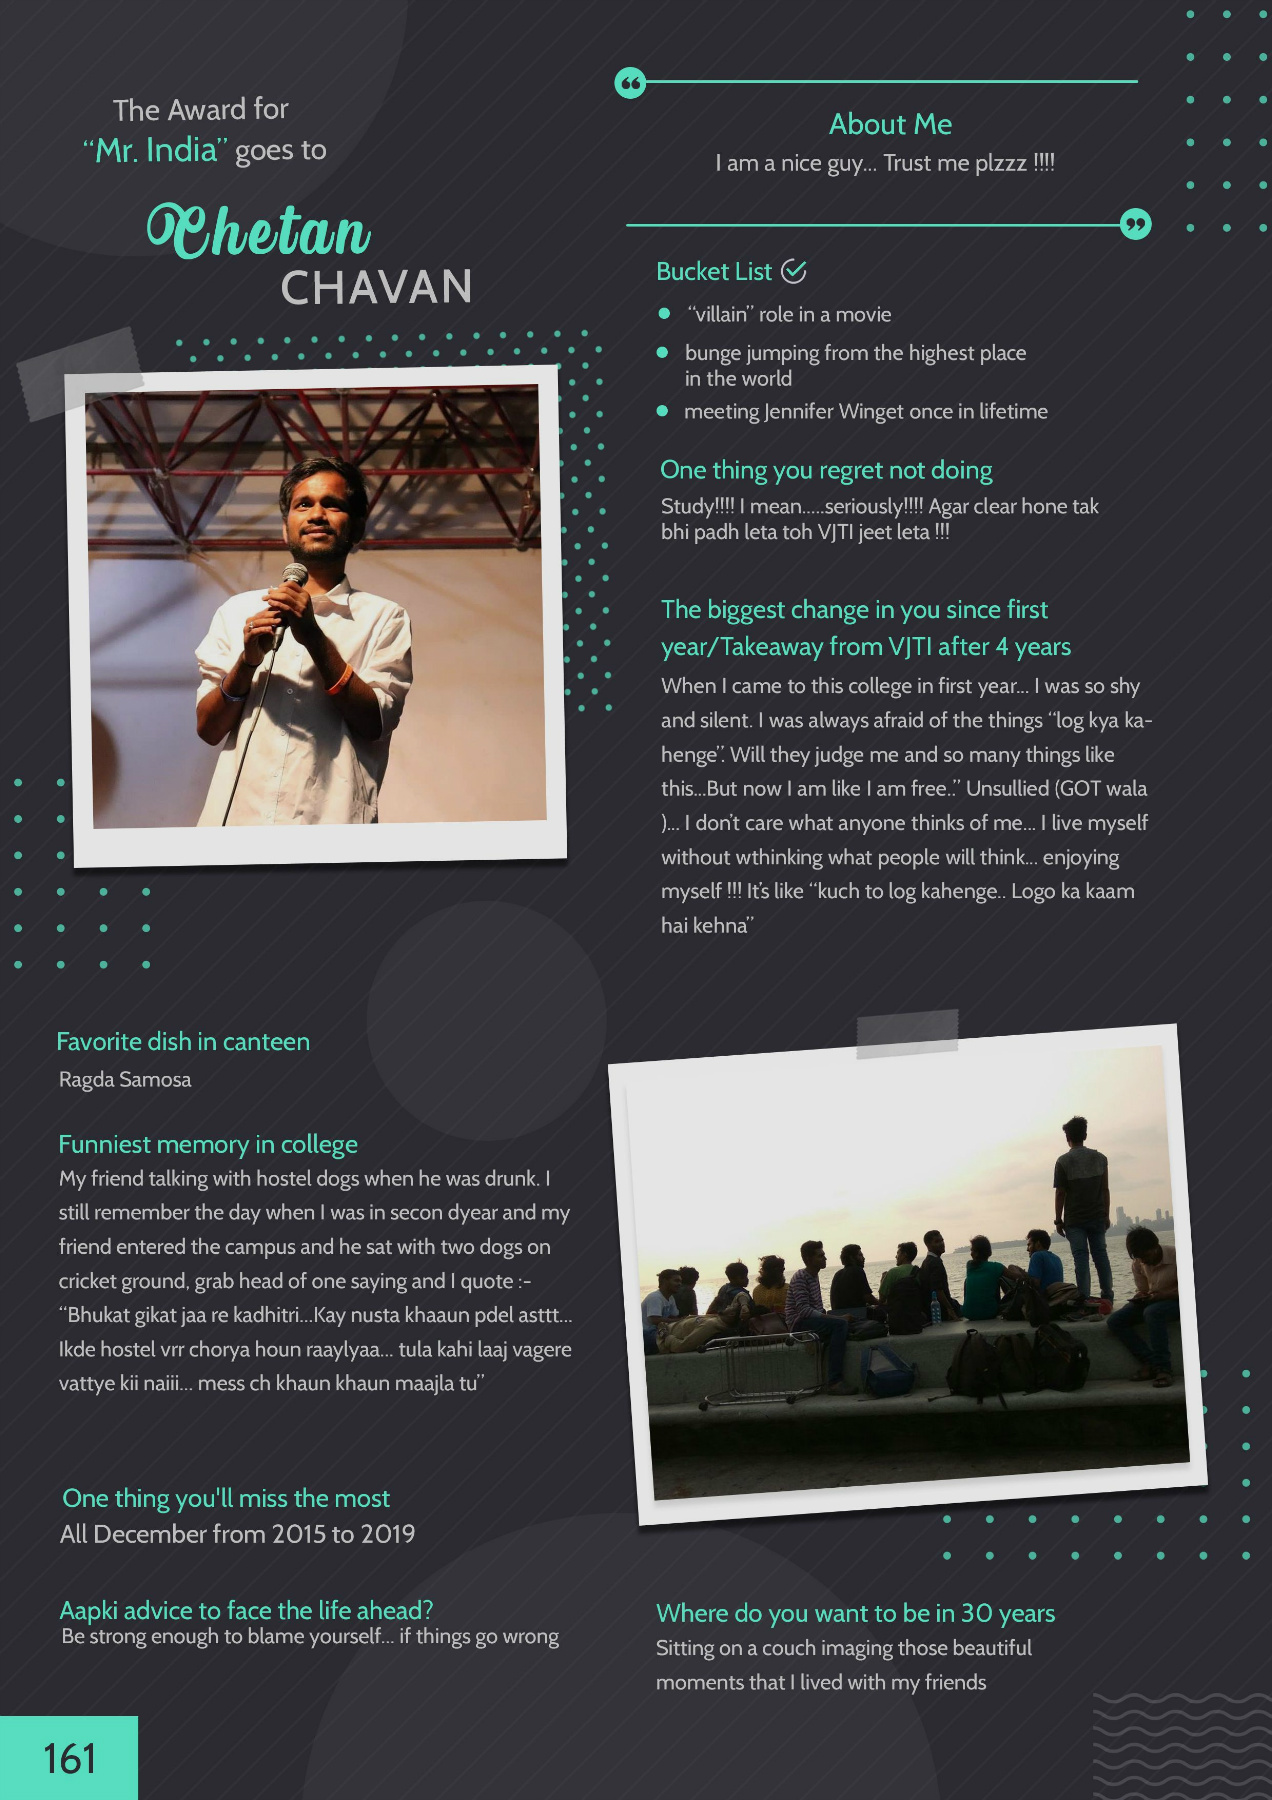 The Award for
“Mr. India” goes to
Chetan
CHAVAN
About Me
I am a nice guy... Trust me plzzz !!!!
Bucket List
“villain” role in a movie
bunge jumping from the highest place
in the world
meeting Jennifer Winget once in lifetime
One thing you regret not doing
Study!!!! I mean.....seriously!!!! Agar clear hone tak
bhi padh leta toh VJTI jeet leta !!!
The biggest change in you since first
year/Takeaway from VJTI after 4 years
When I came to this college in first year... I was so shy
and silent. I was always afraid of the things “log kya ka-
henge”. Will they judge me and so many things like
this...But now I am like I am free..” Unsullied (GOT wala
)... I don’t care what anyone thinks of me... I live myself
without wthinking what people will think... enjoying
myself !!! It’s like “kuch to log kahenge.. Logo ka kaam
hai kehna”
Favorite dish in canteen
Ragda Samosa
Funniest memory in college
My friend talking with hostel dogs when he was drunk. I
still remember the day when I was in secon dyear and my
friend entered the campus and he sat with two dogs on
cricket ground, grab head of one saying and I quote :-
“Bhukat gikat jaa re kadhitri...Kay nusta khaaun pdel asttt...
Ikde hostel vrr chorya houn raaylyaa... tula kahi laaj vagere
vattye kii naiii... mess ch khaun khaun maajla tu”
One thing you'll miss the most
All December from 2015 to 2019
Aapki advice to face the life ahead?
Be strong enough to blame yourself... if things go wrong
Where do you want to be in 30 years
Sitting on a couch imaging those beautiful
moments that I lived with my friends
161